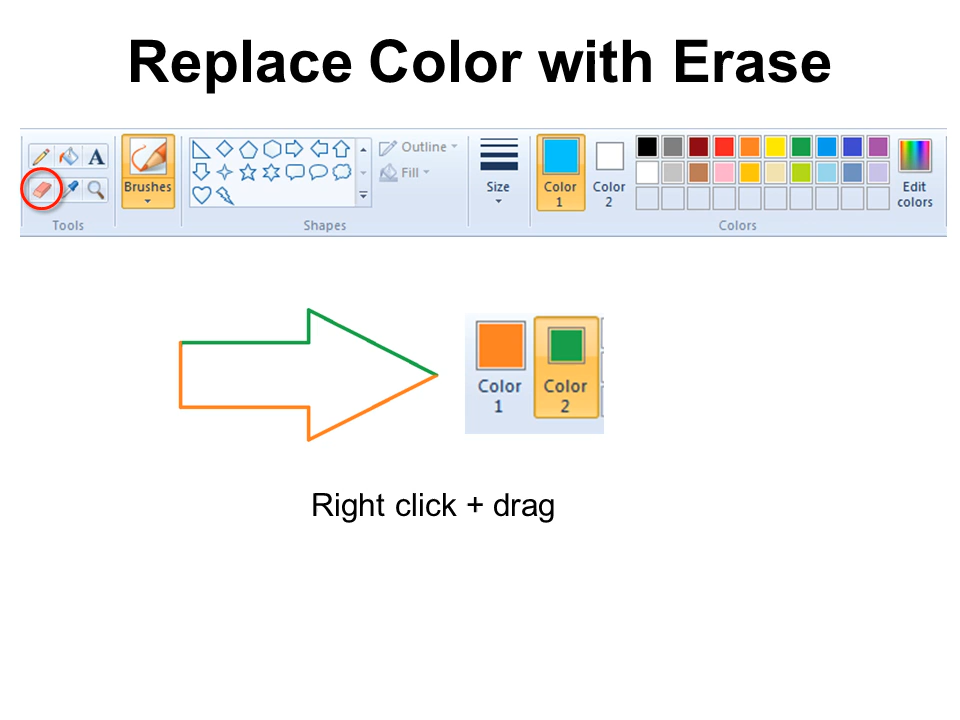 Replace Color with Erase
A
Outline
Fill
Brushes
Size
Color
1
Color
2
Edit
colors
Tools
Shapes
Colors
Color
1
Color
2
Right click + drag